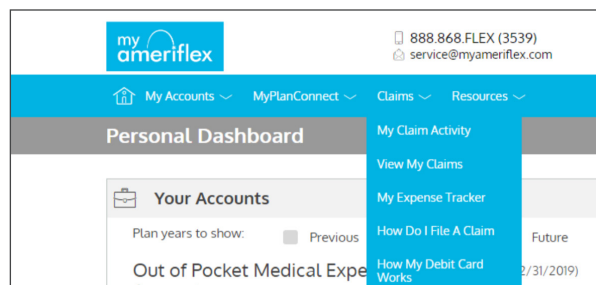 my
ameriflex
888.868.FLEX (3539)
service@myameriflex.com
My Accounts
MyPlanConnect
Claims
Resources
Personal Dashboard
My Claim Activity
View My Claims
My Expense Tracker
How Do I File A Claim
How My Debit Card
Works
Your Accounts
Plan years to show:
Previous
Future
Out of Pocket Medical Expe
2/31/2019)